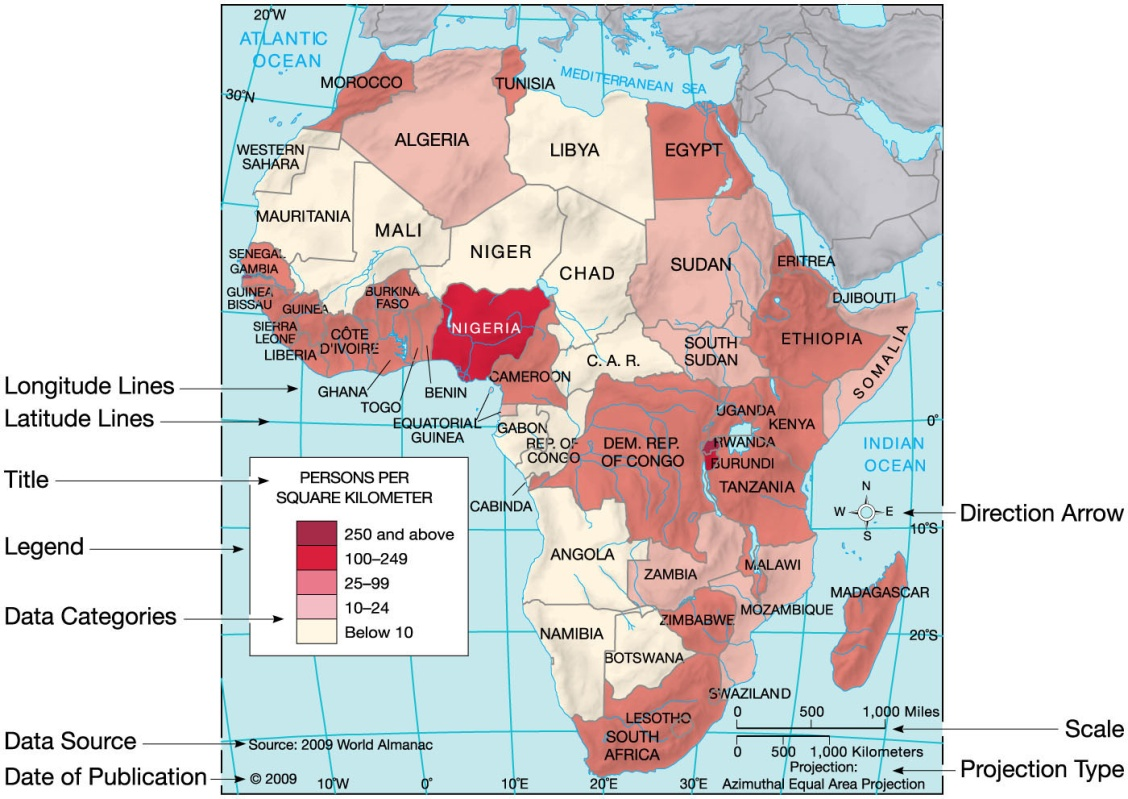 20°W
ATLANTIC
OCEAN
MEDITERRANEAN SEA
MOROCCO
TUNISIA
30°N
ALGERIA
LIBYA
EGYPT
WESTERN
SAHARA
MAURITANIA
MALI
NIGER
CHAD
SUDAN
ERITREA
SENEGAL
GAMBIA
GUINEA
BISSAU
GUINEA
BURKINA
FASO
DJIBOUTI
SIERRA
LEONE
LIBERIA
CÔTE
D'IVOIRE
NIGERIA
ETHIOPIA
SOMALIA
SOUTH
SUDAN
C. A. R.
CAMEROON
GHANA
TOGO
BENIN
EQUATORIAL
GUINEA
GABON
REP. OF
CONGO
DEM. REP.
OF CONGO
UGANDA
KENYA
0°
RWANDA
BURUNDI
TANZANIA
INDIAN
OCEAN
CABINDA
N
W
E
S
10°S
ANGOLA
ZAMBIA
MALAWI
MADAGASCAR
MOZAMBIQUE
ZIMBABWE
20°S
NAMIBIA
BOTSWANA
SWAZILAND
LESOTHO
SOUTH
AFRICA
Longitude Lines
Latitude Lines
Title
PERSONS PER
SQUARE KILOMETER
Legend
250 and above
100–249
25–99
10–24
Below 10
Data Categories
Data Source
Source: 2009 World Almanac
Date of Publication
© 2009
10°W
0°
10°E
20°E
30°E
Direction Arrow
0 500 1,000 Miles
Scale
0 500 1,000 Kilometers
Projection:
Azimuthal Equal Area Projection
Projection Type